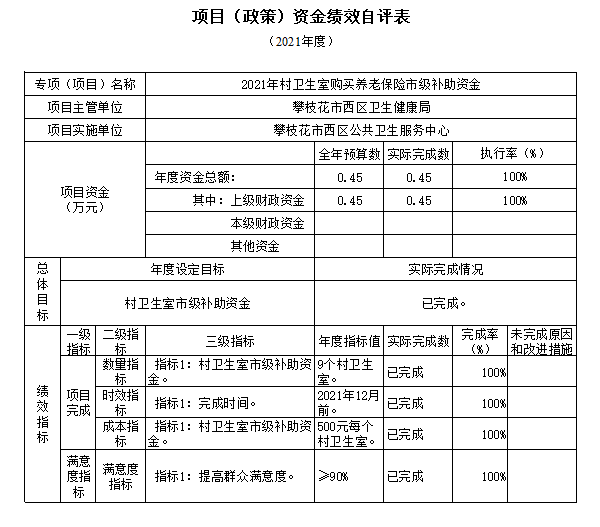 项目（政策）资金绩效自评表
（2021年度）
专项（项目）名称 2021年村卫生室购买养老保险市级补助资金
项目主管单位 攀枝花市西区卫生健康局
项目实施单位 攀枝花市西区公共卫生服务中心
项目资金
（万元）
全年预算数 实际完成数 执行率（%）
年度资金总额： 0.45 0.45 100%
其中：上级财政资金 0.45 0.45 100%
本级财政资金
其他资金
总体目标
年度设定目标 实际完成情况
村卫生室市级补助资金 已完成。
绩效指标
一级指标 二级指标 三级指标 年度指标值 实际完成数 完成率（%） 未完成原因和改进措施
项目完成
数量指标 指标1：村卫生室市级补助资金。 9个村卫生室。 已完成 100%
时效指标 指标1：完成时间。 2021年12月前。 已完成 100%
成本指标 指标1：村卫生室市级补助资金。 500元每个村卫生室。 已完成 100%
满意度指标 满意度指标 指标1：提高群众满意度。 ≥90% 已完成 100%